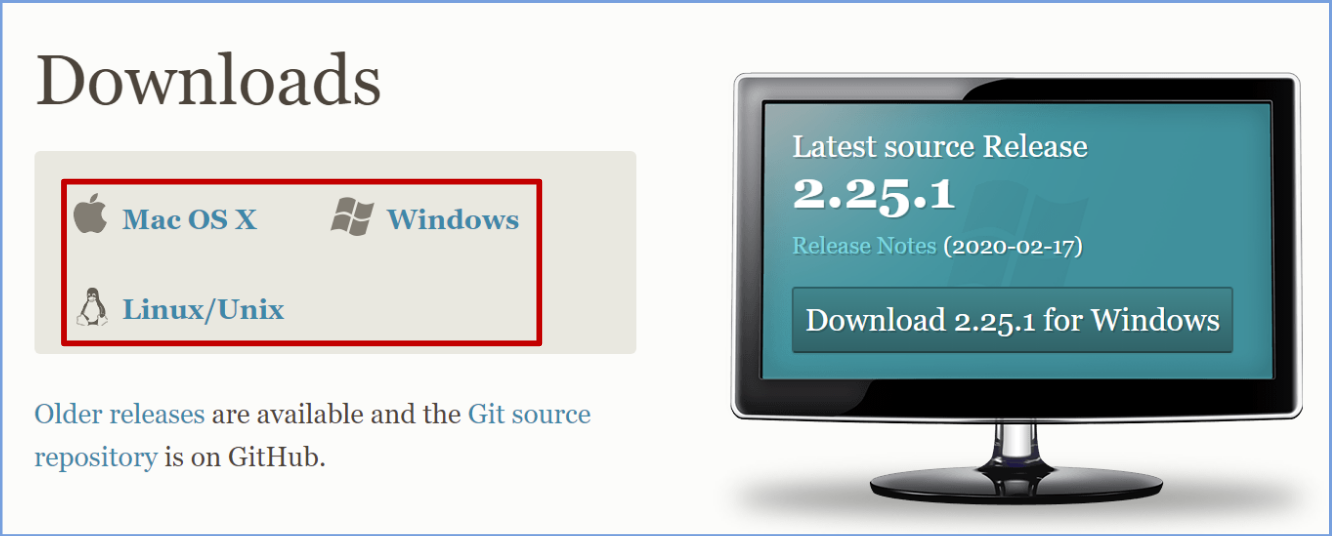 Downloads
Mac OS X
Windows
Linux/Unix
Older releases are available and the Git source
repository is on GitHub.
Latest source Release
2.25.1
Release Notes (2020-02-17)
Download 2.25.1 for Windows